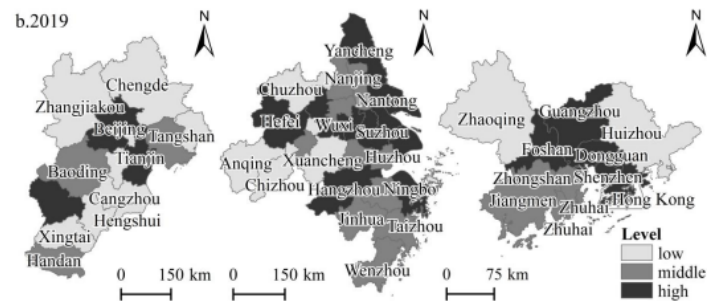 b.2019
N
Chengde
Zhangjiakou
Beijing
Tangshan
Tianjin
Baoding
Cangzhou
Hengshui
Xingtai
Handan
0 150 km
N
Yancheng
Nanjing
Chuzhou
Nantong
Hefei
Wuxi
Suzhou
Anqing
Xuancheng
Huzhou
Chizhou
Hangzhou
Ningbo
Jinhua
Taizhou
Wenzhou
0 150 km
N
Guangzhou
Zhaoqing
Huizhou
Foshan
Dongguan
Zhongshan
Shenzhen
Jiangmen
Hong Kong
Zhuhai
Zhuhai
0 75 km
Level
low
middle
high